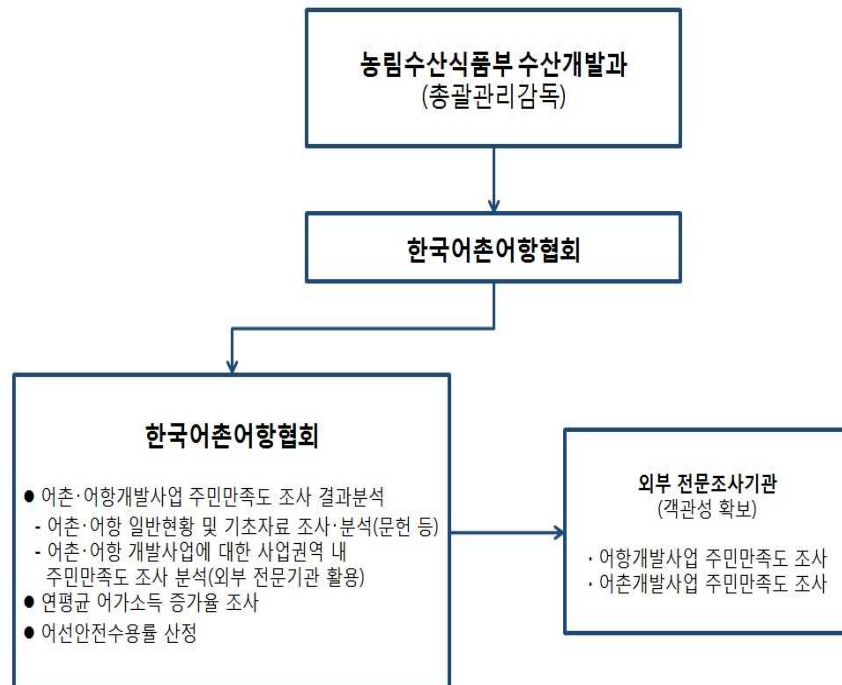 농림수산식품부 수산개발과
(총괄관리감독)
한국어촌어항협회
한국어촌어항협회
● 어촌·어항개발사업 주민만족도 조사 결과분석
- 어촌·어항 일반현황 및 기초자료 조사·분석(문헌 등)
- 어촌·어항 개발사업에 대한 사업권역 내
주민만족도 조사 분석(외부 전문기관 활용)
● 연평균 어가소득 증가율 조사
● 어선안전수용률 산정
외부 전문조사기관
(객관성 확보)
· 어항개발사업 주민만족도 조사
· 어촌개발사업 주민만족도 조사